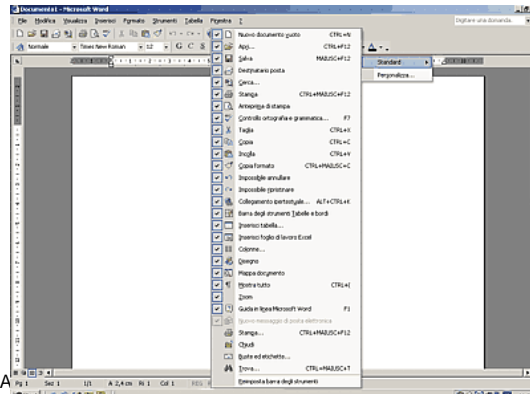 Documento1 - Microsoft Word
File Modifica Visualizza Inserisci Formato Strumenti Tabella Finestra ?
Digitare una domanda.
Normale Times New Roman 12 G C S
Nuovo documento vuoto CTRL+N
Apri... CTRL+F12
Salva MAIUSC+F12
Destinatario posta
Cerca...
Stampa CTRL+MAIUSC+F12
Anteprima di stampa
Controllo ortografia e grammatica... F7
Taglia CTRL+X
Copia CTRL+C
Incolla CTRL+V
Copia formato CTRL+MAIUSC+C
Impossibile annullare
Impossibile ripristinare
Collegamento ipertestuale... ALT+CTRL+K
Barra degli strumenti Tabelle e bordi
Inserisci tabella...
Inserisci foglio di lavoro Excel
Colonne...
Disegno
Mappa documento
Mostra tutto CTRL+(
Zoom
Guida in linea Microsoft Word F1
Nuovo messaggio di posta elettronica
Stampa... CTRL+MAIUSC+F12
Chiudi
Buste ed etichette...
Trova... CTRL+MAIUSC+T
Reimposta barra degli strumenti
Standard
Personalizza...
A
Pg 1 Sez 1 1/1 A 2,4 cm Ri 1 Col 1 REG